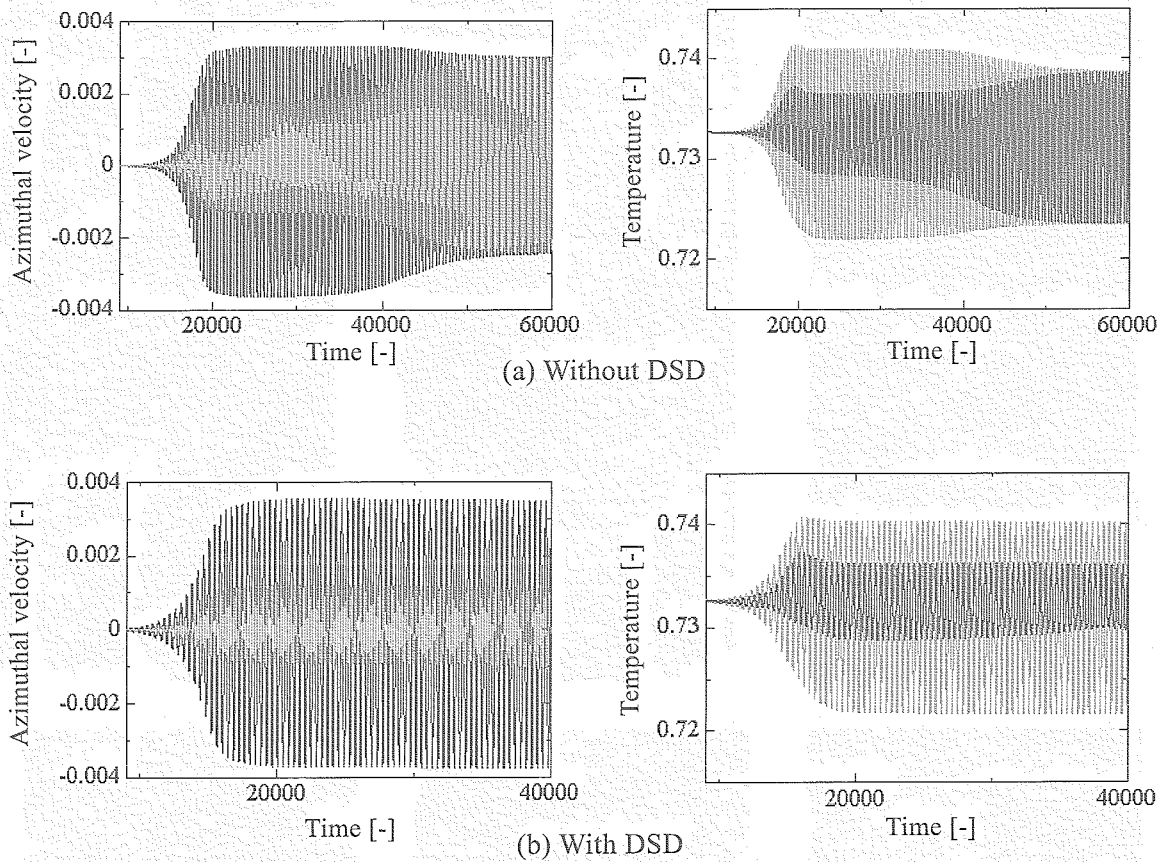 0.004
0.002
0
-0.002
-0.004
Azimuthal velocity [-]
20000 40000 60000
Time [-]
0.74
0.73
0.72
Temperature [-]
20000 40000 60000
Time [-]
(a) Without DSD
0.004
0.002
0
-0.002
-0.004
Azimuthal velocity [-]
20000 40000
Time [-]
0.74
0.73
0.72
Temperature [-]
20000 40000
Time [-]
(b) With DSD